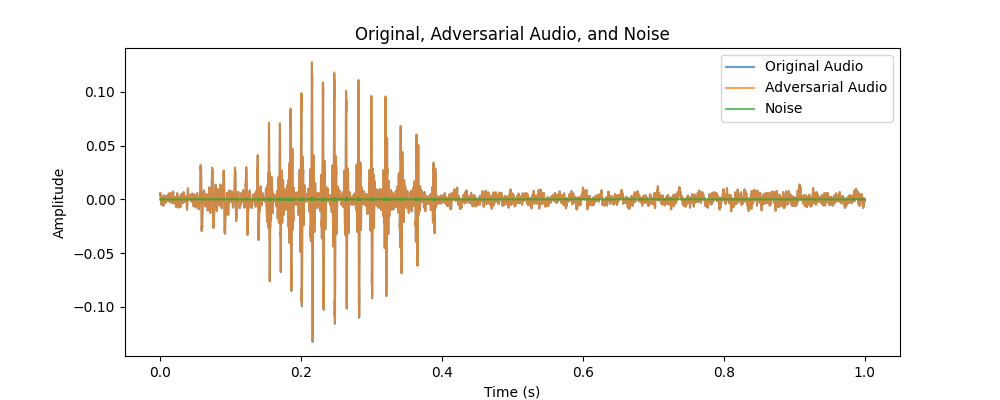 Original, Adversarial Audio, and Noise
Original Audio
Adversarial Audio
Noise
Amplitude
0.10
0.05
0.00
−0.05
−0.10
0.0 0.2 0.4 0.6 0.8 1.0
Time (s)